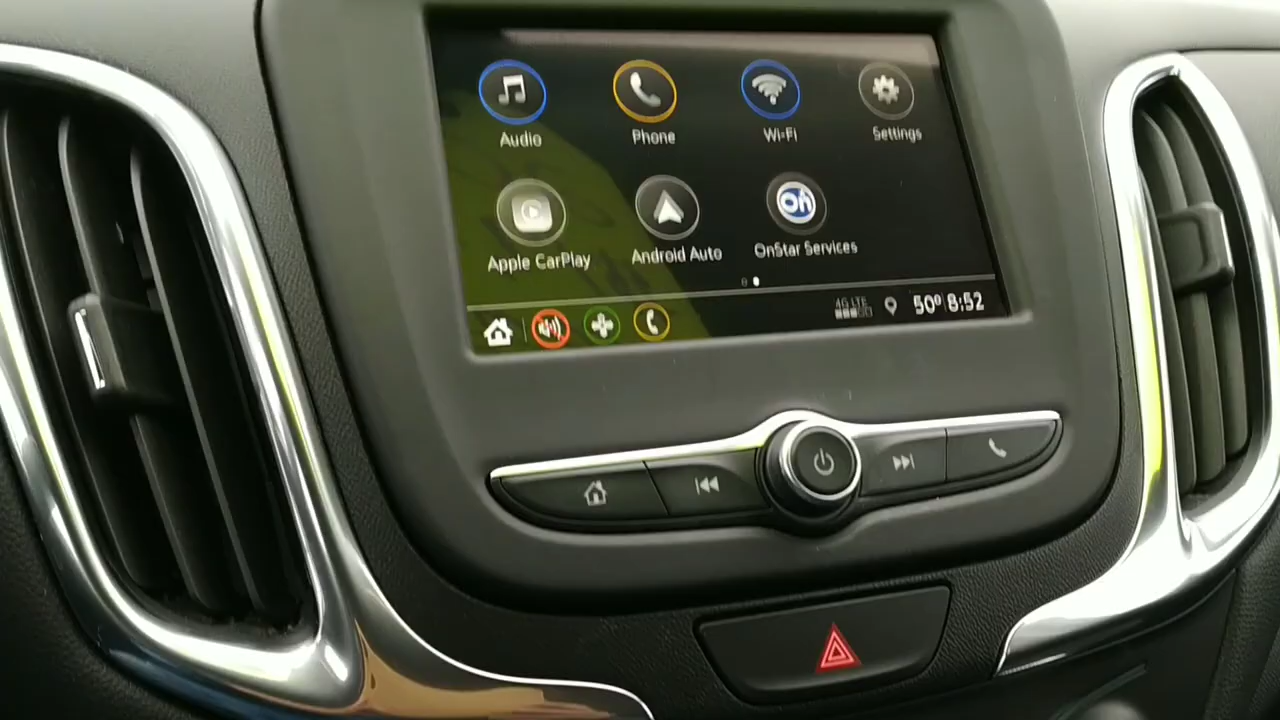 Audio Phone Wi-Fi Settings
Apple CarPlay Android Auto OnStar Services
4G LTE 50° 8:52